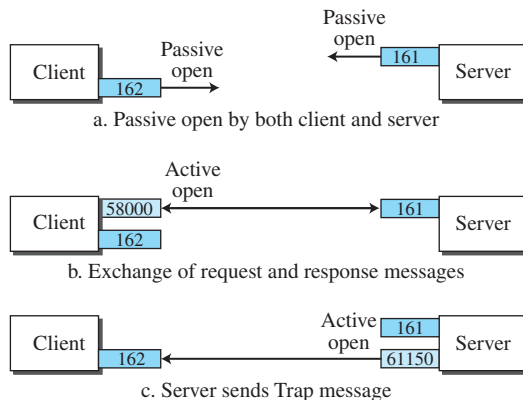 Passive
open
Client
162
Passive
open
161
Server
a. Passive open by both client and server
Active
open
Client
58000
162
161
Server
b. Exchange of request and response messages
Client
162
Active
open
161
61150
Server
c. Server sends Trap message